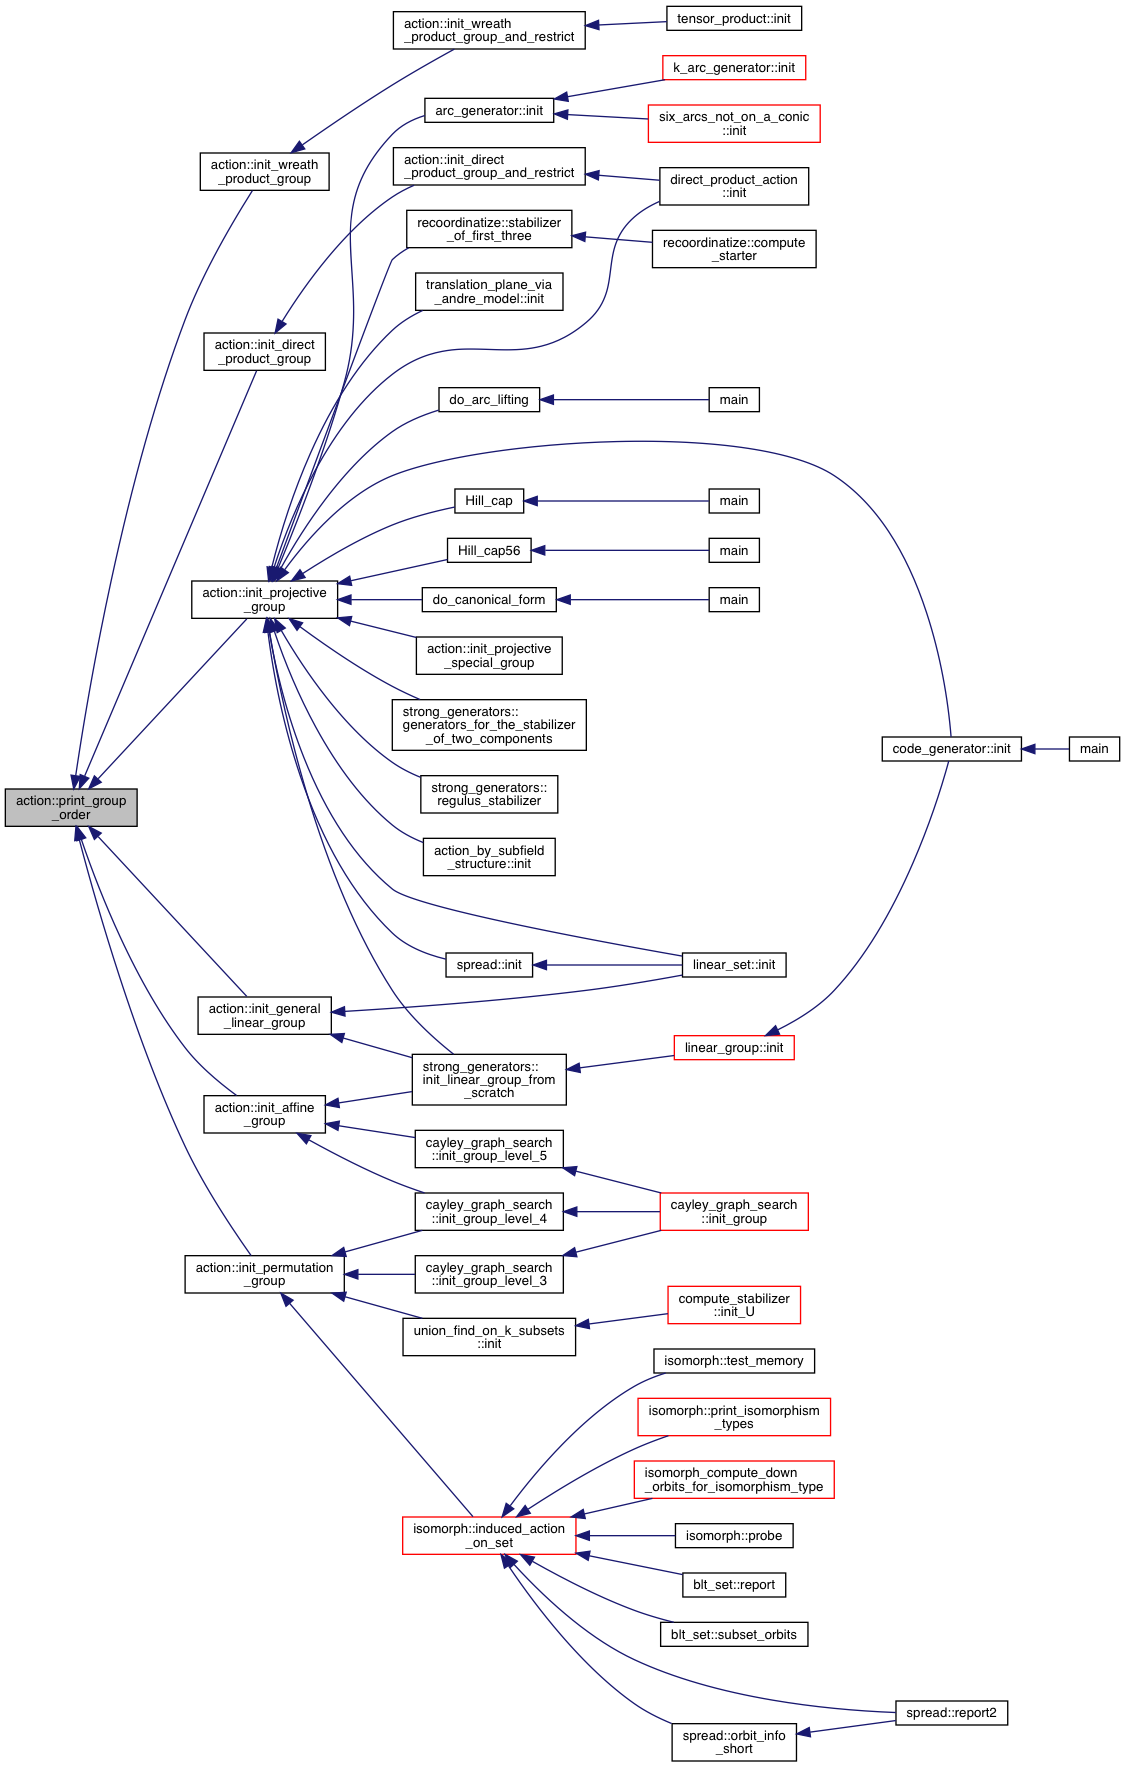 action::init_wreath
_product_group_and_restrict
tensor_product::init
k_arc_generator::init
arc_generator::init
six_arcs_not_on_a_conic
::init
action::init_wreath
_product_group
action::init_direct
_product_group_and_restrict
direct_product_action
::init
recoordinatize::stabilizer
_of_first_three
recoordinatize::compute
_starter
translation_plane_via
_andre_model::init
action::init_direct
_product_group
do_arc_lifting
main
Hill_cap
main
Hill_cap56
main
action::init_projective
_group
do_canonical_form
main
action::init_projective
_special_group
strong_generators::
generators_for_the_stabilizer
_of_two_components
code_generator::init
main
strong_generators::
regulus_stabilizer
action::print_group
_order
action_by_subfield
_structure::init
spread::init
linear_set::init
action::init_general
_linear_group
linear_group::init
strong_generators::
init_linear_group_from
_scratch
action::init_affine
_group
cayley_graph_search
::init_group_level_5
cayley_graph_search
::init_group_level_4
cayley_graph_search
::init_group
action::init_permutation
_group
cayley_graph_search
::init_group_level_3
compute_stabilizer
::init_U
union_find_on_k_subsets
::init
isomorph::test_memory
isomorph::print_isomorphism
_types
isomorph_compute_down
_orbits_for_isomorphism_type
isomorph::induced_action
_on_set
isomorph::probe
blt_set::report
blt_set::subset_orbits
spread::report2
spread::orbit_info
_short